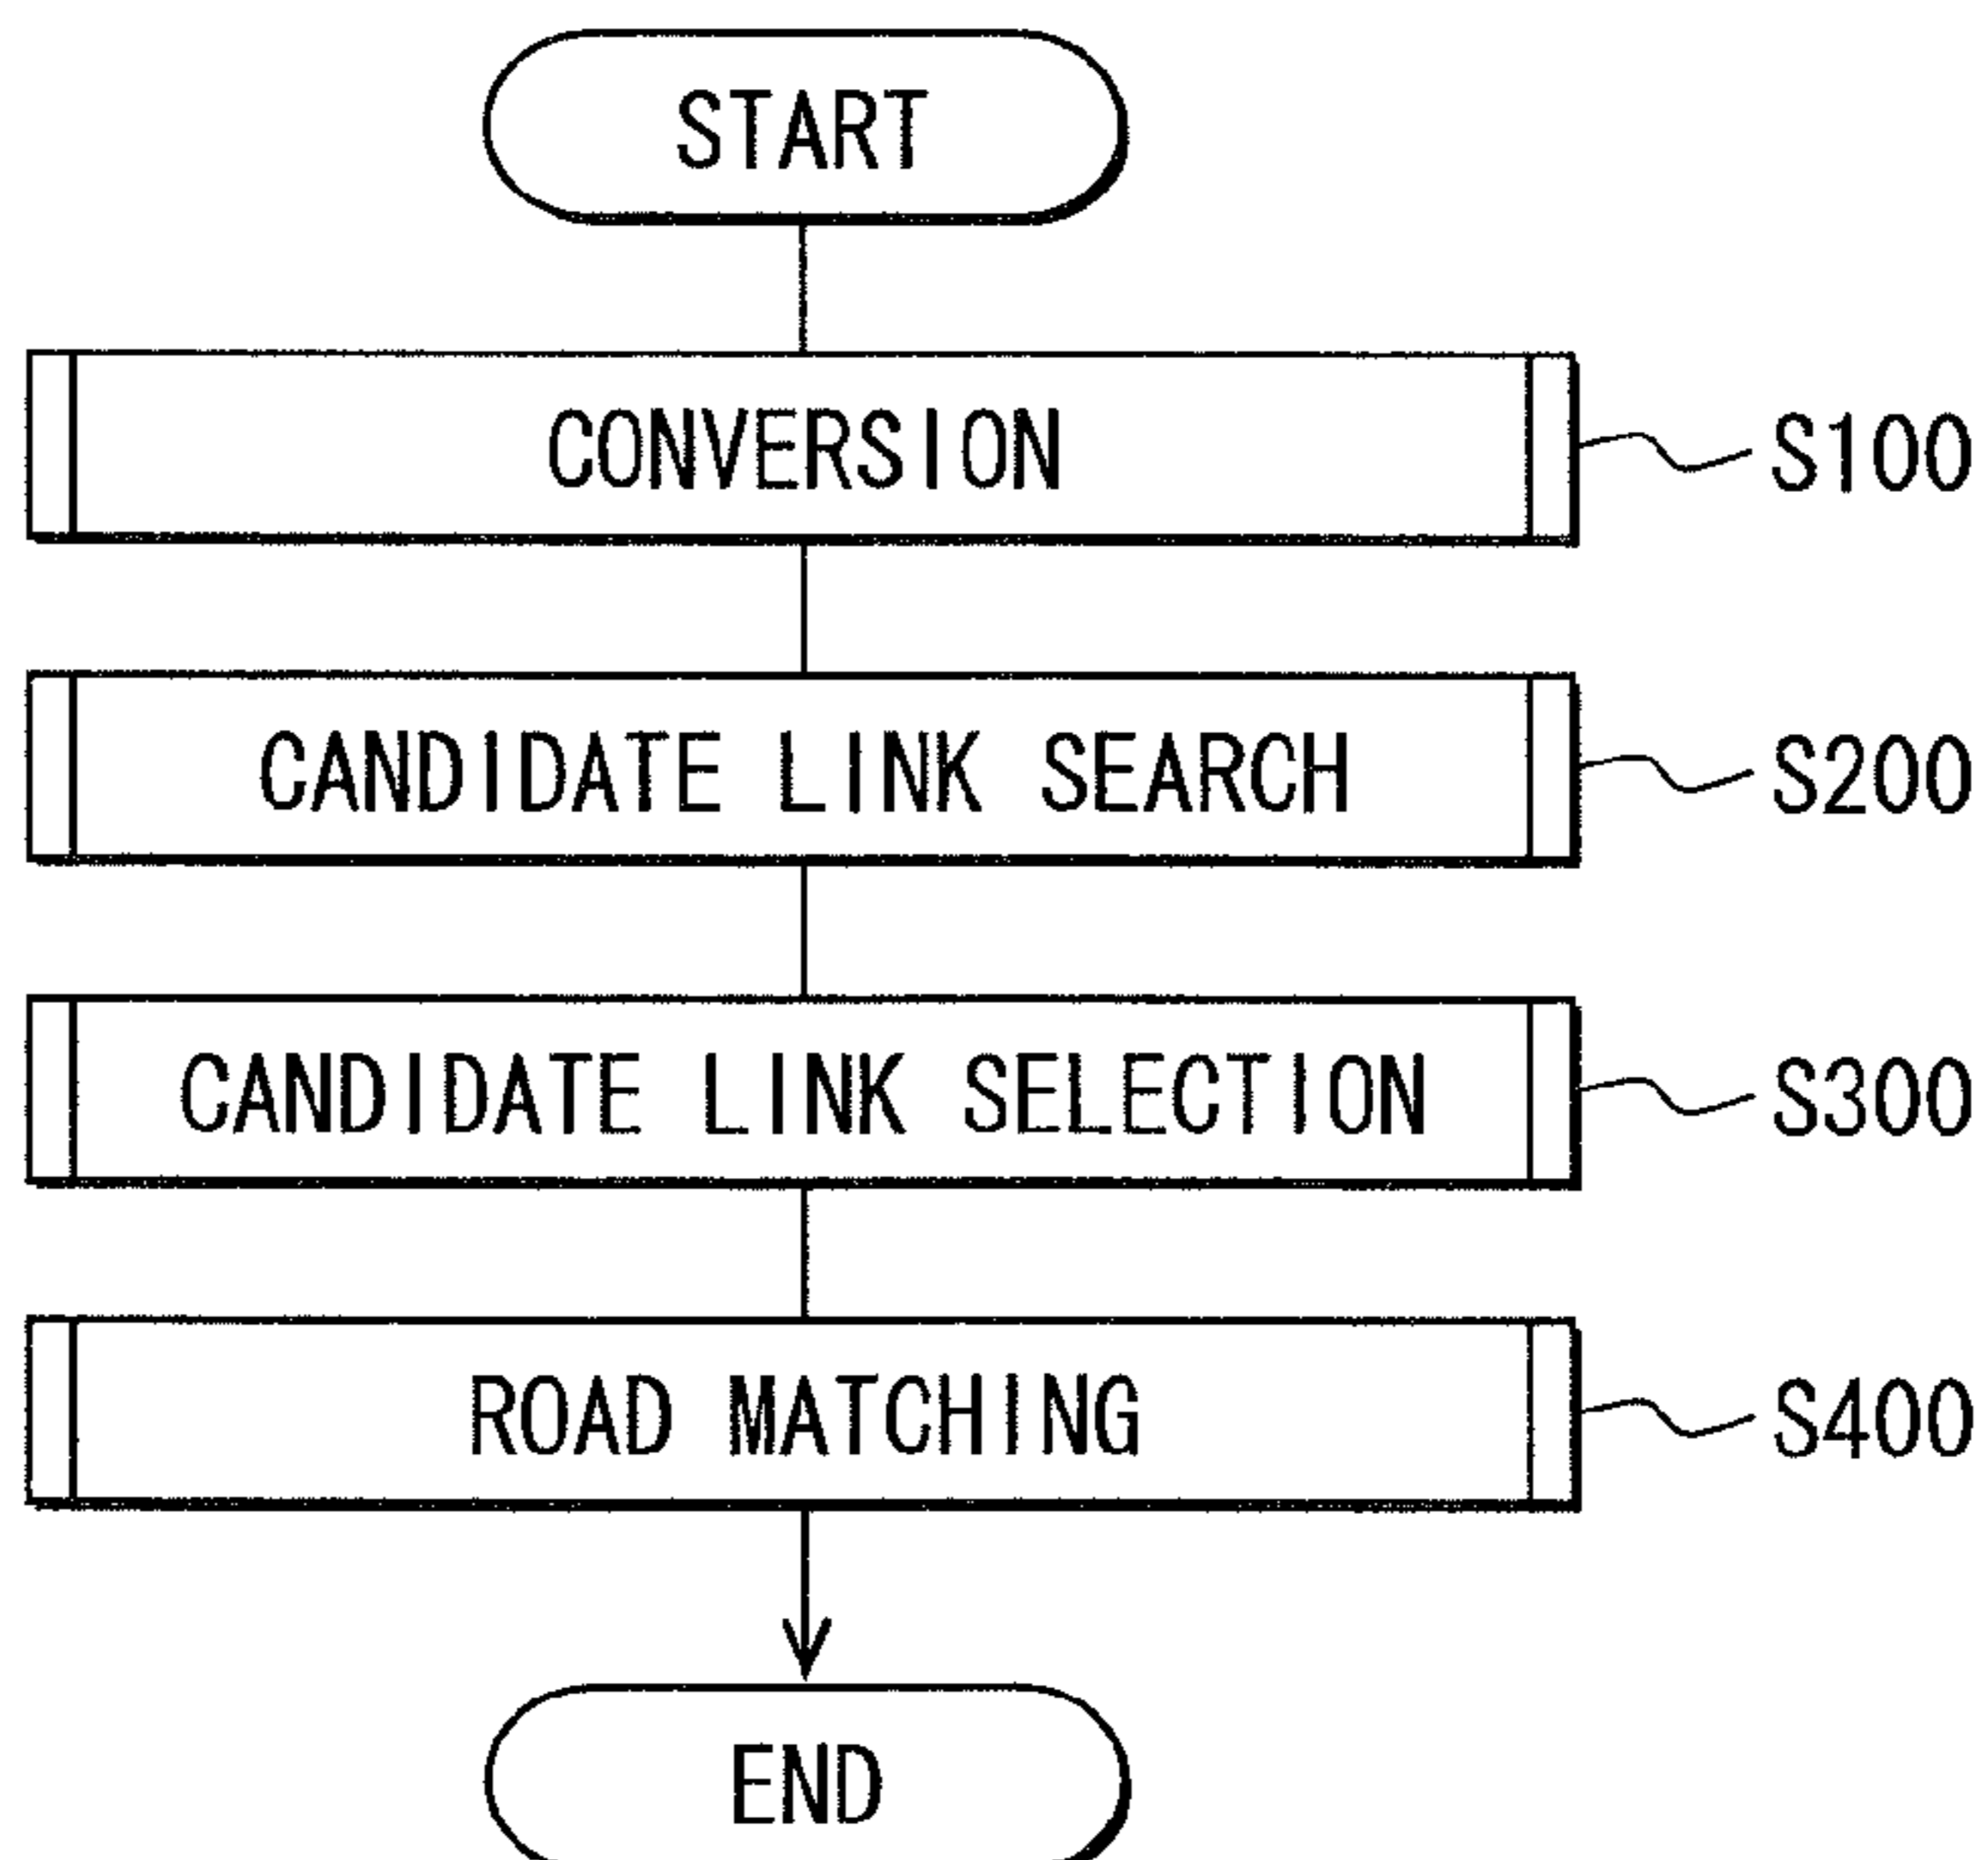 START
CONVERSION S100
CANDIDATE LINK SEARCH S200
CANDIDATE LINK SELECTION S300
ROAD MATCHING S400
END